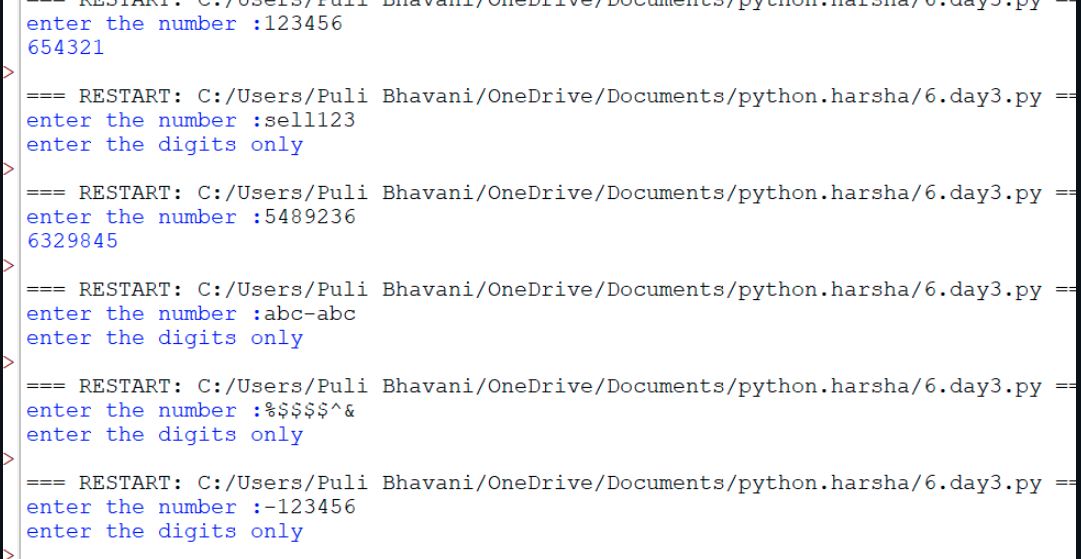 === RESTART: C:/Users/Puli Bhavani/OneDrive/Documents/python.harsha/6.day3.py ==
enter the number :123456
654321
>
=== RESTART: C:/Users/Puli Bhavani/OneDrive/Documents/python.harsha/6.day3.py ==
enter the number :sell123
enter the digits only
>
=== RESTART: C:/Users/Puli Bhavani/OneDrive/Documents/python.harsha/6.day3.py ==
enter the number :5489236
6329845
>
=== RESTART: C:/Users/Puli Bhavani/OneDrive/Documents/python.harsha/6.day3.py ==
enter the number :abc-abc
enter the digits only
>
=== RESTART: C:/Users/Puli Bhavani/OneDrive/Documents/python.harsha/6.day3.py ==
enter the number :%$$$$^&
enter the digits only
>
=== RESTART: C:/Users/Puli Bhavani/OneDrive/Documents/python.harsha/6.day3.py ==
enter the number :-123456
enter the digits only
>